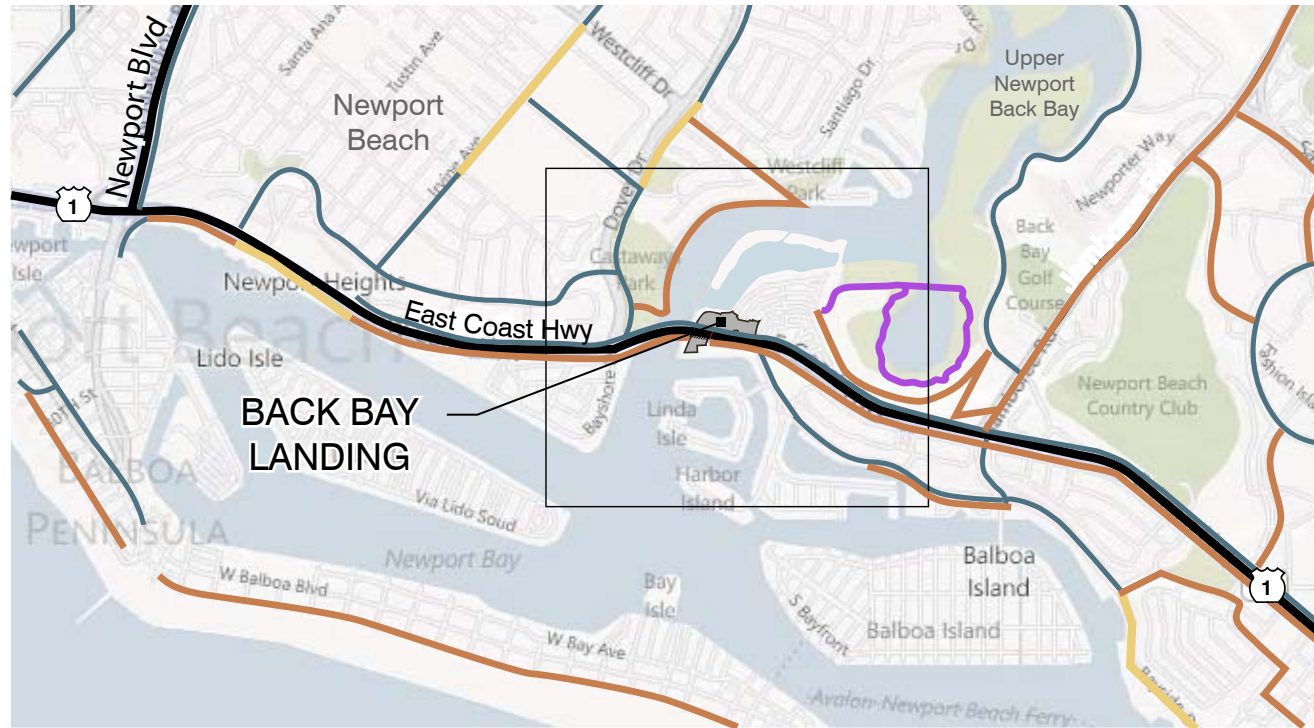 Newport Blvd
Santa Ana A
Tustin Ave
Irvine Ave
Westcliff Dr
Dover Dr
Santiago Dr
Upper
Newport
Back Bay
Newport
Beach
1
Westcliff
Park
Newporter Way
Back
Bay
Golf
Course
Castaways
Park
Newport Heights
East Coast Hwy
Lido Isle
BACK BAY
LANDING
Bayshore
Linda
Isle
Harbor
Island
Newport Beach
Country Club
Fashion Isl
BALBOA
PENINSULA
Via Lido Soud
Newport Bay
W Balboa Blvd
W Bay Ave
Bay
Isle
S Bayfront
Balboa
Island
Balboa Island
1
Avalon-Newport Beach Ferry